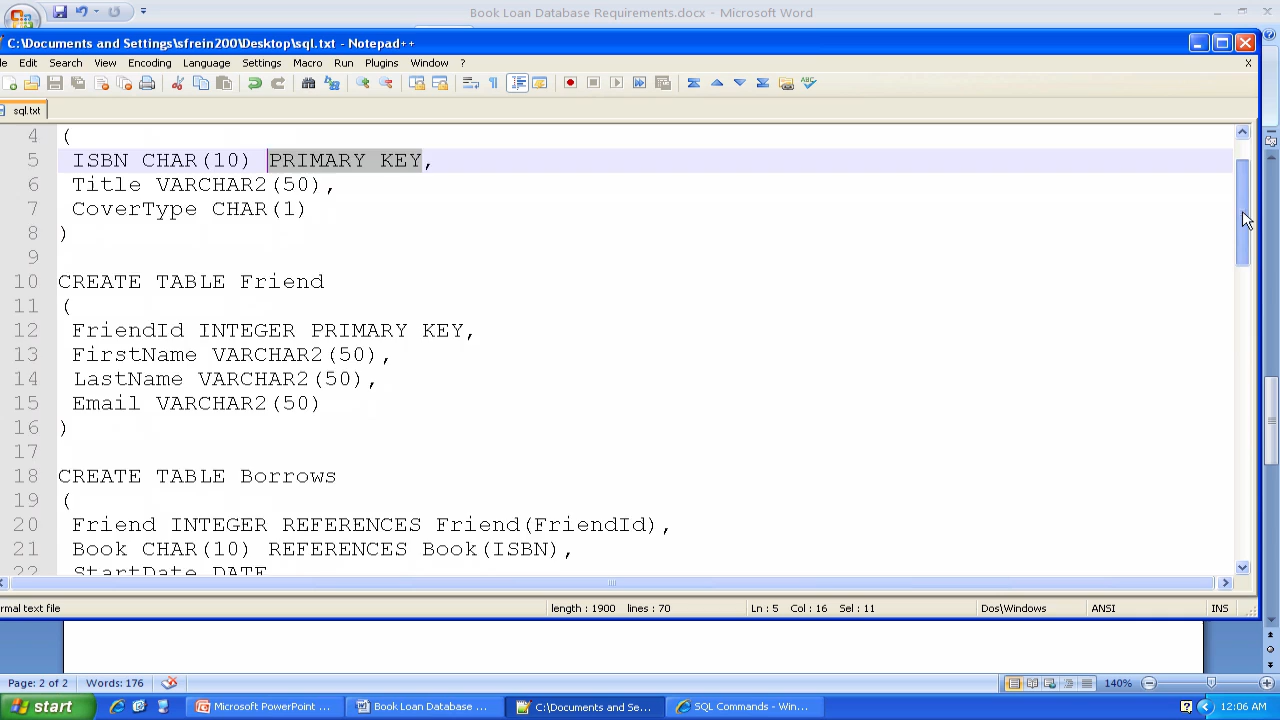 Book Loan Database Requirements.docx - Microsoft Word
C:\Documents and Settings\sfrein200\Desktop\sql.txt - Notepad++
Edit Search View Encoding Language Settings Macro Run Plugins Window ? X
sql.txt
4 (
5 ISBN CHAR(10) PRIMARY KEY,
6 Title VARCHAR2(50),
7 CoverType CHAR(1)
8 )
9
10 CREATE TABLE Friend
11 (
12 FriendId INTEGER PRIMARY KEY,
13 FirstName VARCHAR2(50),
14 LastName VARCHAR2(50),
15 Email VARCHAR2(50)
16 )
17
18 CREATE TABLE Borrows
19 (
20 Friend INTEGER REFERENCES Friend(FriendId),
21 Book CHAR(10) REFERENCES Book(ISBN),
22 StartDate DATE
rmal text file length : 1900 lines : 70 Ln : 5 Col : 16 Sel : 11 Dos\Windows ANSI INS
Page: 2 of 2 Words: 176 140%
start Microsoft PowerPoint ... Book Loan Database ... C:\Documents and Se... SQL Commands - Win... 12:06 AM